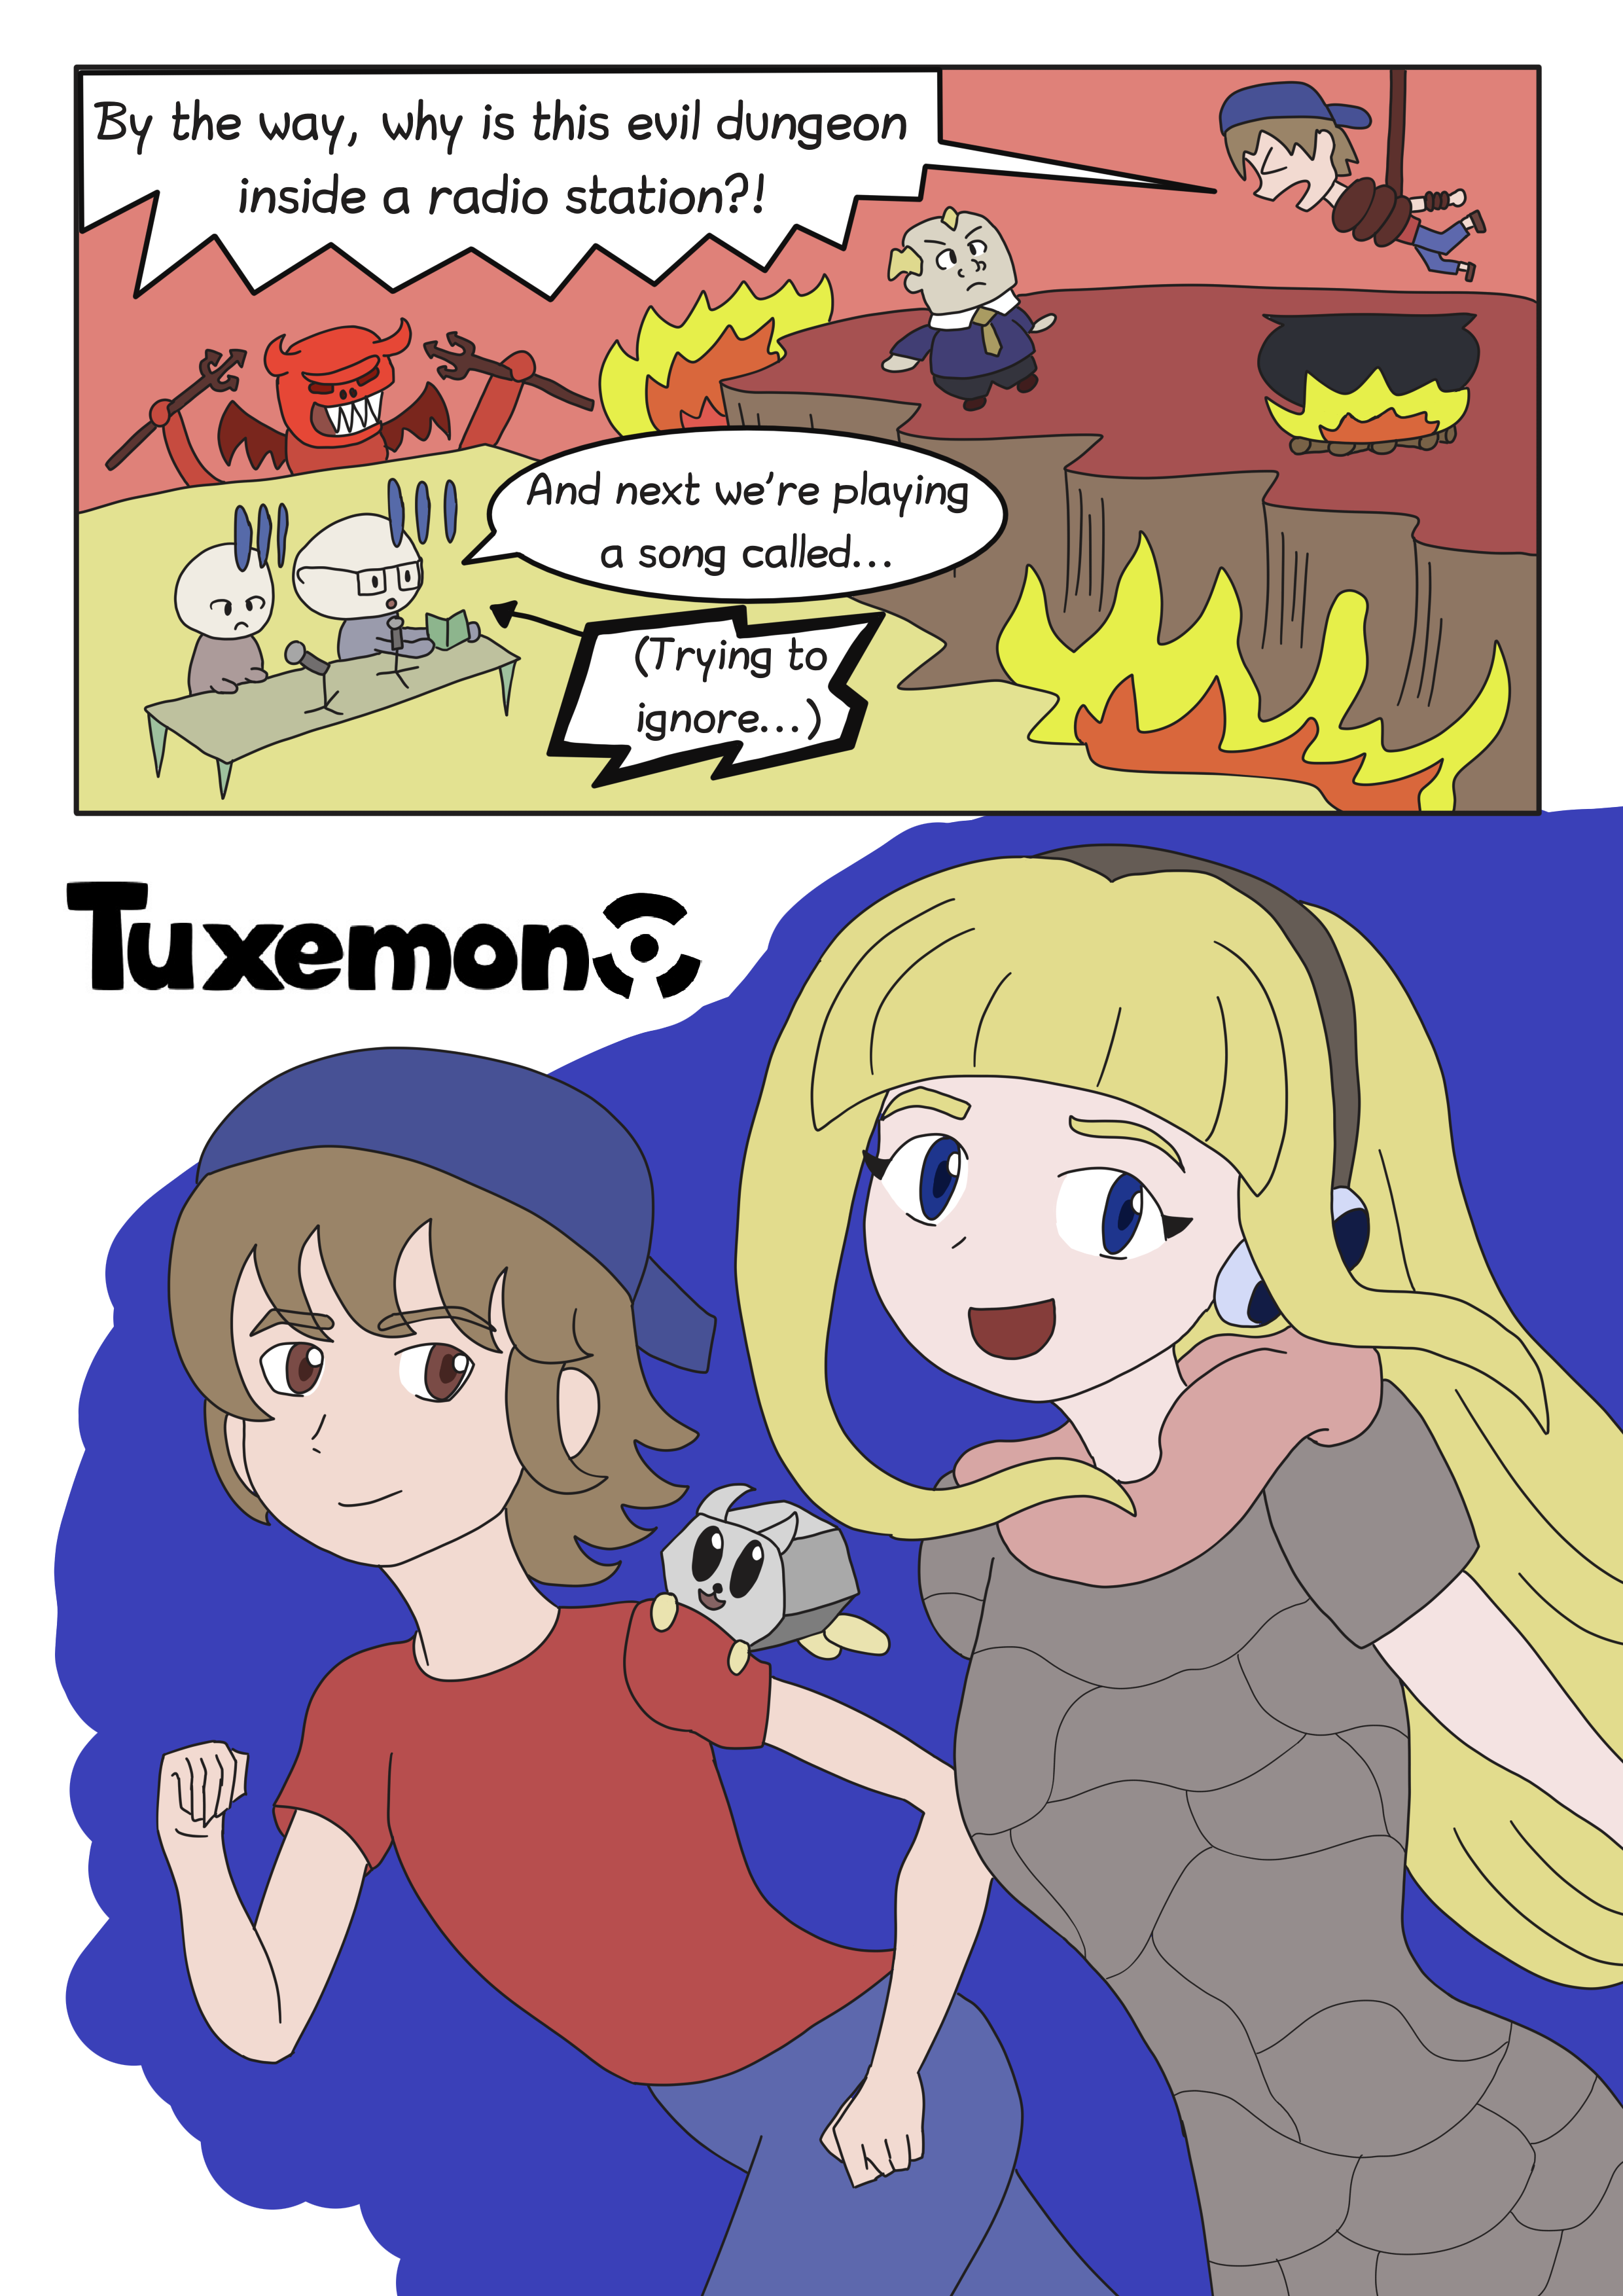 By the way, why is this evil dungeon
inside a radio station?!
And next we're playing
a song called...
(Trying to
ignore...)
Tuxemon